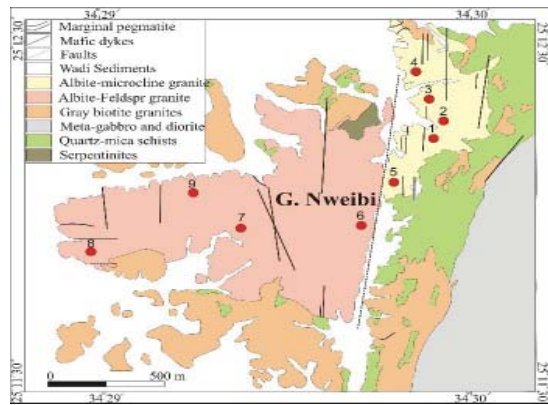 34,29
34,30
25 12 30"
25 12 30"
Marginal pegmatite
Mafic dykes
Faults
Wadi Sediments
Albite-microcline granite
Albite-Feldspr granite
Gray biotite granites
Meta-gabbro and diorite
Quartz-mica schists
Serpentinites
4
3
2
1
5
9
G. Nweibi
7
6
8
0
500 m
25 11 30"
25 11 30"
34,29
34,30